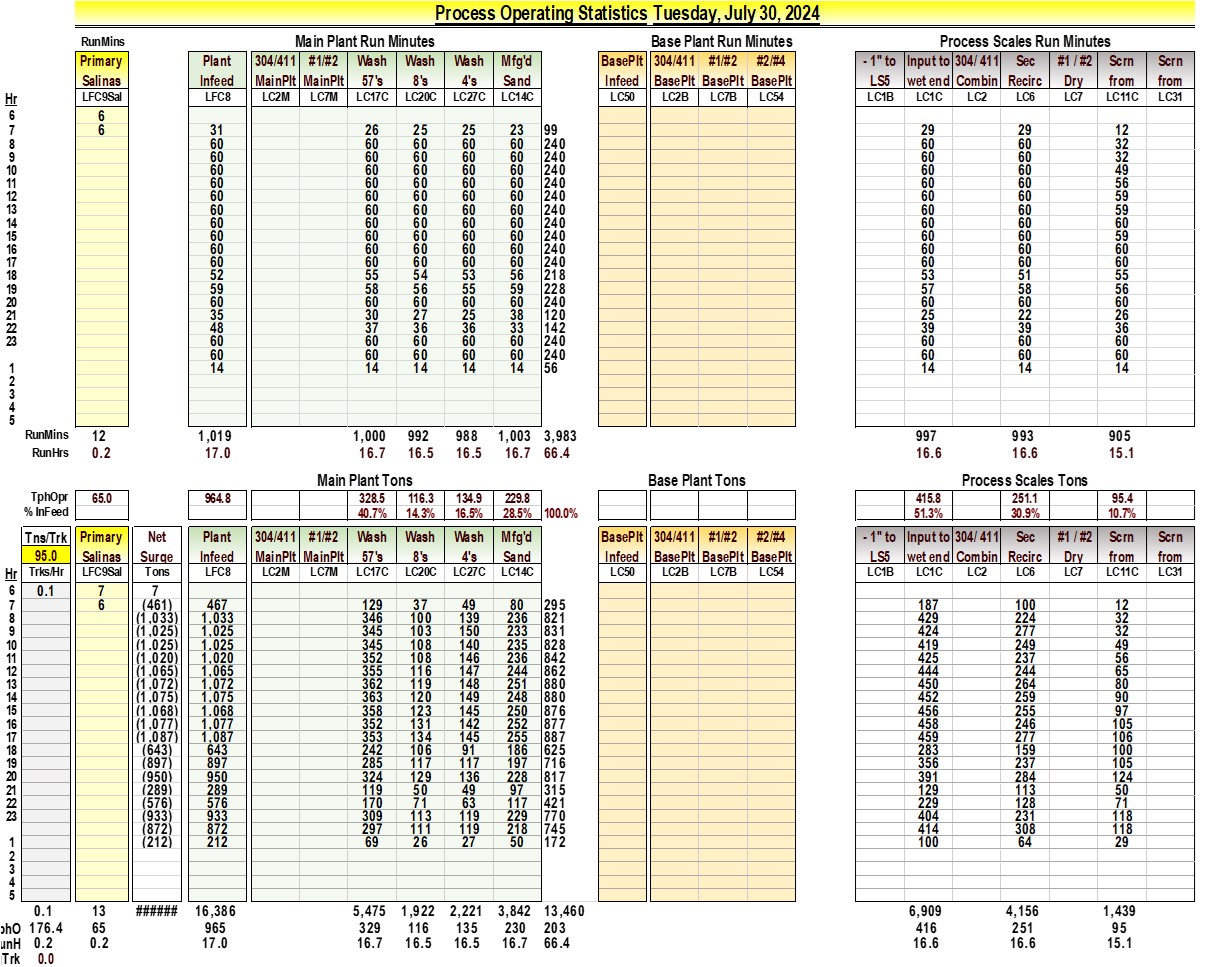 Process Operating Statistics Tuesday, July 30, 2024
RunMins Main Plant Run Minutes Base Plant Run Minutes Process Scales Run Minutes
Primary Plant 304/411 #1/#2 Wash Wash Wash Mfg'd BasePlt 304/411 #1/#2 #2/#4 - 1" to Input to 304/ 411 Sec #1 / #2 Scrn Scrn
Salinas Infeed MainPlt MainPlt 57's 8's 4's Sand Infeed BasePlt BasePlt BasePlt LS5 wet end Combin Recirc Dry from from
Hr LFC9Sal LFC8 LC2M LC7M LC17C LC20C LC27C LC14C LC50 LC2B LC7B LC54 LC1B LC1C LC2 LC6 LC7 LC11C LC31
6 6
7 6 31 26 25 25 23 99 29 29 12
8 60 60 60 60 60 240 60 60 32
9 60 60 60 60 60 240 60 60 32
10 60 60 60 60 60 240 60 60 49
11 60 60 60 60 60 240 60 60 56
12 60 60 60 60 60 240 60 60 59
13 60 60 60 60 60 240 60 60 59
14 60 60 60 60 60 240 60 60 60
15 60 60 60 60 60 240 60 60 59
16 60 60 60 60 60 240 60 60 60
17 60 60 60 60 60 240 60 60 60
18 52 55 54 53 56 218 53 51 55
19 59 58 56 55 59 228 57 58 56
20 60 60 60 60 60 240 60 60 60
21 35 30 27 25 38 120 25 22 26
22 48 37 36 36 33 142 39 39 36
23 60 60 60 60 60 240 60 60 60
60 60 60 60 60 240 60 60 60
1 14 14 14 14 14 56 14 14 14
2
3
4
5
RunMins 12 1,019 1,000 992 988 1,003 3,983 997 993 905
RunHrs 0.2 17.0 16.7 16.5 16.5 16.7 66.4 16.6 16.6 15.1
Main Plant Tons Base Plant Tons Process Scales Tons
TphOpr 65.0 964.8 328.5 116.3 134.9 229.8 415.8 251.1 95.4
% InFeed 40.7% 14.3% 16.5% 28.5% 100.0% 51.3% 30.9% 10.7%
Tns/Trk Primary Net Plant 304/411 #1/#2 Wash Wash Wash Mfg'd BasePlt 304/411 #1/#2 #2/#4 - 1" to Input to 304/ 411 Sec #1 / #2 Scrn Scrn
95.0 Salinas Surge Infeed MainPlt MainPlt 57's 8's 4's Sand Infeed BasePlt BasePlt BasePlt LS5 wet end Combin Recirc Dry from from
Hr Trks/Hr LFC9Sal Tons LFC8 LC2M LC7M LC17C LC20C LC27C LC14C LC50 LC2B LC7B LC54 LC1B LC1C LC2 LC6 LC7 LC11C LC31
6 0.1 7 7
7 6 (461) 467 129 37 49 80 295 187 100 12
8 (1,033) 1,033 346 100 139 236 821 429 224 32
9 (1,025) 1,025 345 103 150 233 831 424 277 32
10 (1,025) 1,025 345 108 140 235 828 419 249 49
11 (1,020) 1,020 352 108 146 236 842 425 237 56
12 (1,065) 1,065 355 116 147 244 862 444 244 65
13 (1,072) 1,072 362 119 148 251 880 450 264 80
14 (1,075) 1,075 363 120 149 248 880 452 259 90
15 (1,068) 1,068 358 123 145 250 876 456 255 97
16 (1,077) 1,077 352 131 142 252 877 458 246 105
17 (1,087) 1,087 353 134 145 255 887 459 277 106
18 (643) 643 242 106 91 186 625 283 159 100
19 (897) 897 285 117 117 197 716 356 237 105
20 (950) 950 324 129 136 228 817 391 284 124
21 (289) 289 119 50 49 97 315 129 113 50
22 (576) 576 170 71 63 117 421 229 128 71
23 (933) 933 309 113 119 229 770 404 231 118
(872) 872 297 111 119 218 745 414 308 118
1 (212) 212 69 26 27 50 172 100 64 29
2
3
4
5
0.1 13 ###### 16,386 5,475 1,922 2,221 3,842 13,460 6,909 4,156 1,439
phO 176.4 65 965 329 116 135 230 203 416 251 95
unH 0.2 0.2 17.0 16.7 16.5 16.5 16.7 66.4 16.6 16.6 15.1
Trk 0.0